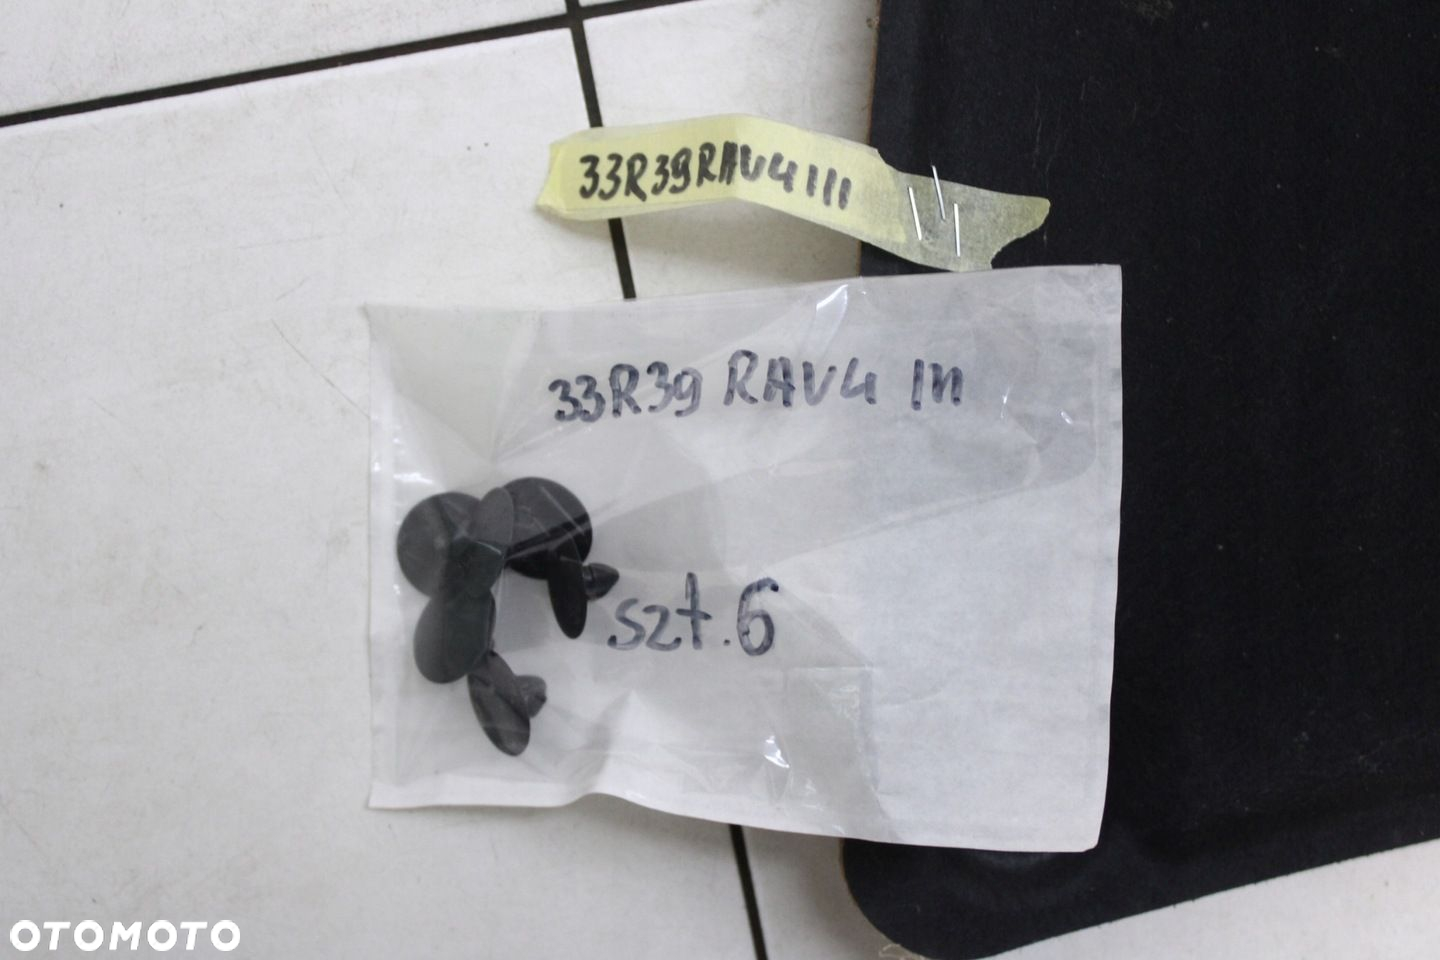 33R39RAV4III
33R39 RAV4 III
szt.6
OTOMOTO